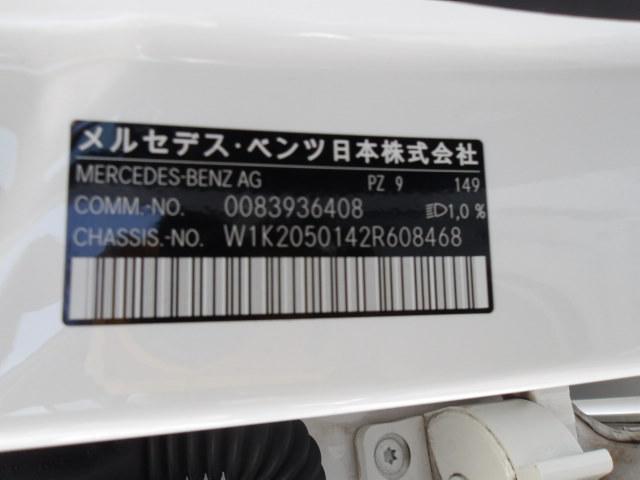 メルセデス・ベンツ日本株式会社
MERCEDES-BENZ AG PZ 9 149
COMM.-NO. 0083936408 1,0 %
CHASSIS.-NO. W1K2050142R608468